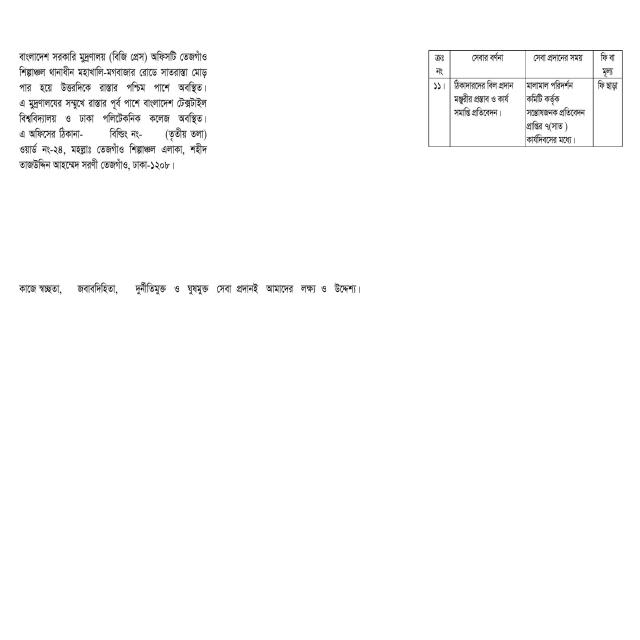 বাংলাদেশ সরকারি মুদ্রণালয় (বিজি প্রেস) অফিসটি তেজগাঁও
শিল্পাঞ্চল থানাধীন মহাখালি-মগবাজার রোডে সাতরাস্তা মোড়
পার হয়ে উত্তরদিকে রাস্তার পশ্চিম পাশে অবস্থিত।
এ মুদ্রণালয়ের সম্মুখে রাস্তার পূর্ব পাশে বাংলাদেশ টেক্সটাইল
বিশ্ববিদ্যালয় ও ঢাকা পলিটেকনিক কলেজ অবস্থিত।
এ অফিসের ঠিকানা- বিল্ডিং নং- (তৃতীয় তলা)
ওয়ার্ড নং-২৪, মহল্লাঃ তেজগাঁও শিল্পাঞ্চল এলাকা, শহীদ
তাজউদ্দিন আহম্মেদ সরণী তেজগাঁও, ঢাকা-১২০৮।
ক্রঃ নং সেবার বর্ণনা সেবা প্রদানের সময় ফি বা মূল্য
১১। ঠিকাদারদের বিল প্রদান মালামাল পরিদর্শন ফি ছাড়া
মঞ্জুরীর প্রস্তাব ও কার্য কমিটি কর্তৃক
সমাপ্তি প্রতিবেদন। সন্তোষজনক প্রতিবেদন
প্রাপ্তির ৭(সাত )
কার্যদিবসের মধ্যে।
কাজে স্বচ্ছতা, জবাবদিহিতা, দুর্নীতিমুক্ত ও ঘুষমুক্ত সেবা প্রদানই আমাদের লক্ষ্য ও উদ্দেশ্য।